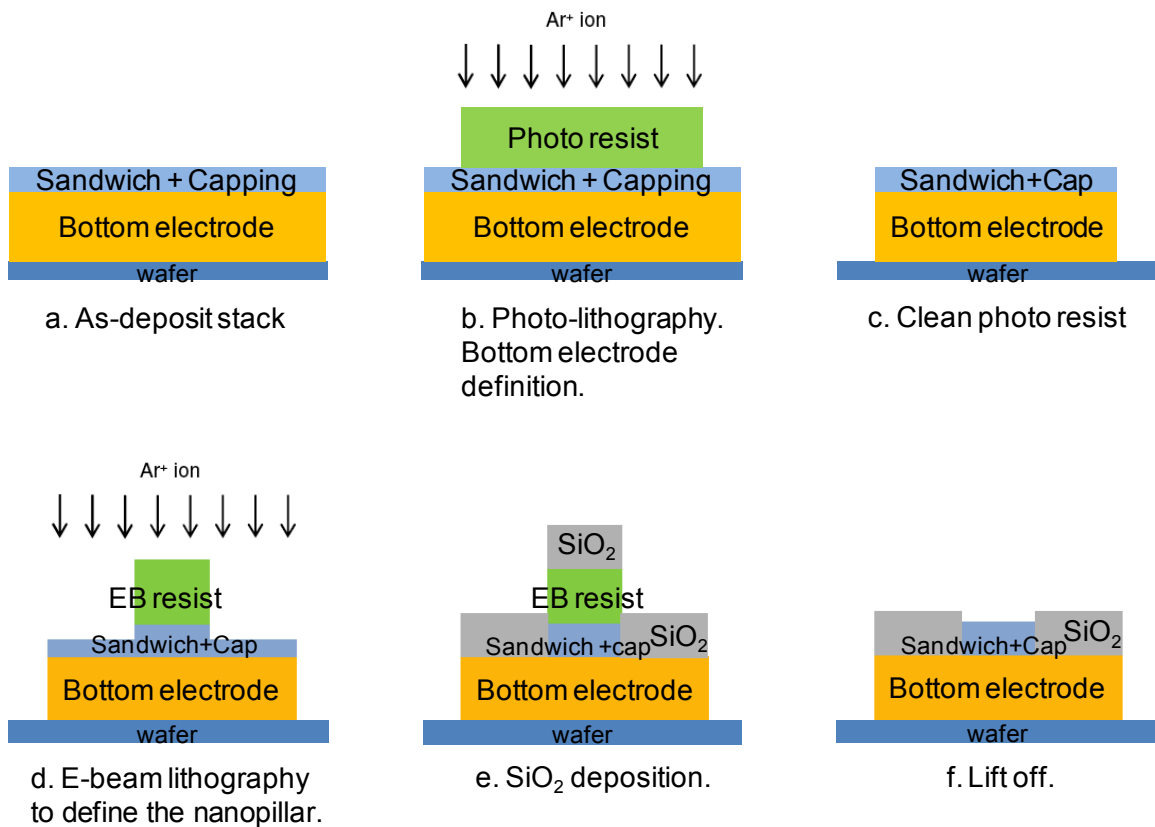 Ar⁺ ion
Photo resist
Sandwich + Capping
Bottom electrode
wafer
a. As-deposit stack
Sandwich + Capping
Bottom electrode
wafer
b. Photo-lithography.
Bottom electrode
definition.
Sandwich+Cap
Bottom electrode
wafer
c. Clean photo resist
Ar⁺ ion
EB resist
Sandwich+Cap
Bottom electrode
wafer
d. E-beam lithography
to define the nanopillar.
SiO₂
EB resist
Sandwich +cap
SiO₂
Bottom electrode
wafer
e. SiO₂ deposition.
Sandwich+Cap
SiO₂
Bottom electrode
wafer
f. Lift off.